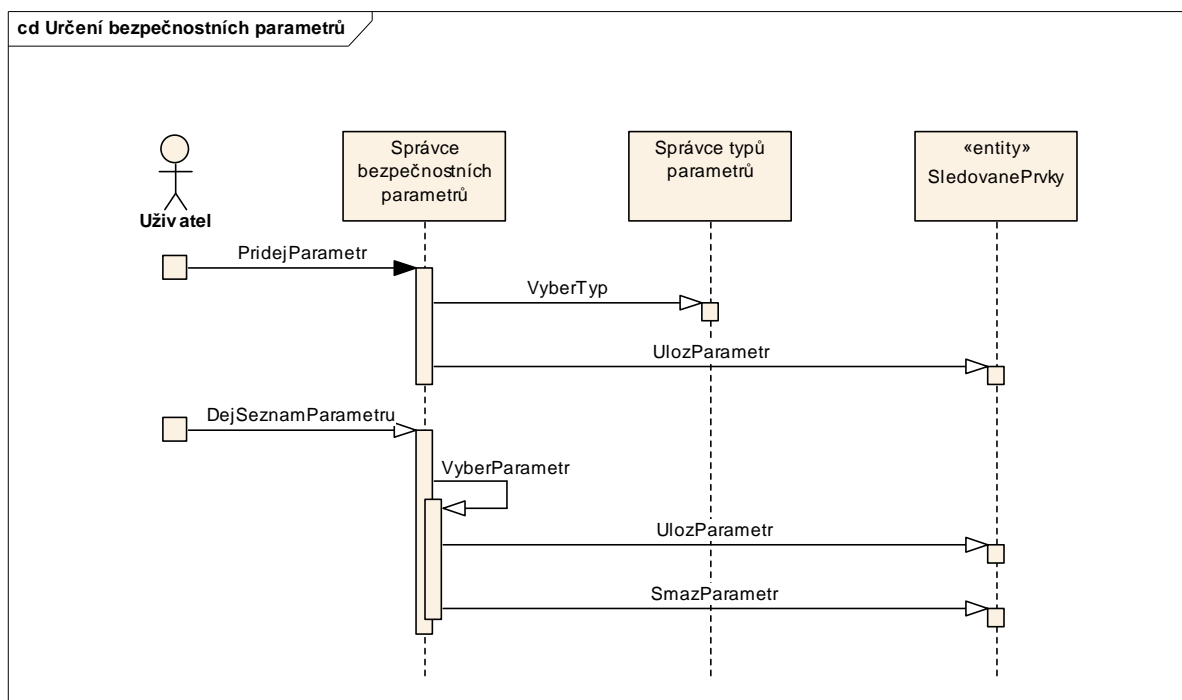 cd Určení bezpečnostních parametrů
Uživatel
Správce
bezpečnostních
parametrů
Správce typů
parametrů
«entity»
SledovanePrvky
PridejParametr
VyberTyp
UlozParametr
DejSeznamParametru
VyberParametr
UlozParametr
SmazParametr